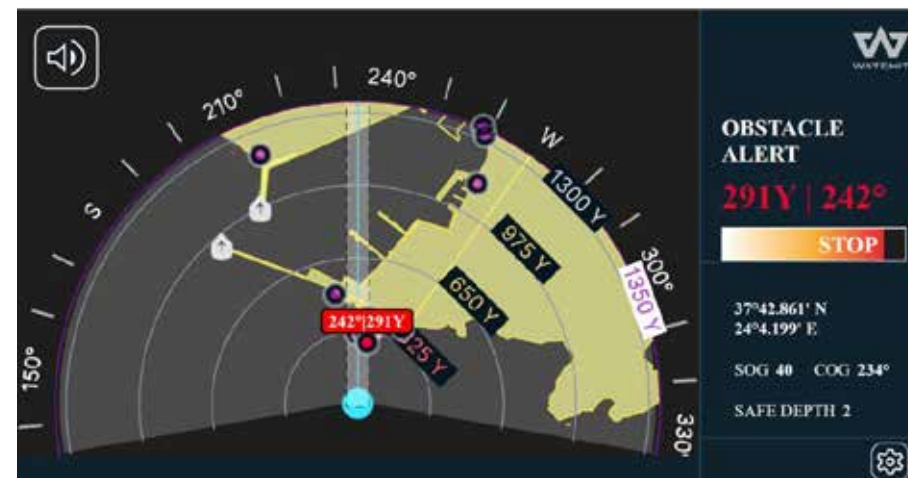 210°
240°
S
W
150°
300°
330°
1300 Y
975 Y
650 Y
1350 Y
242°|291Y
OBSTACLE
ALERT
291Y | 242°
STOP
37°42.861' N
24°4.199' E
SOG 40 COG 234°
SAFE DEPTH 2